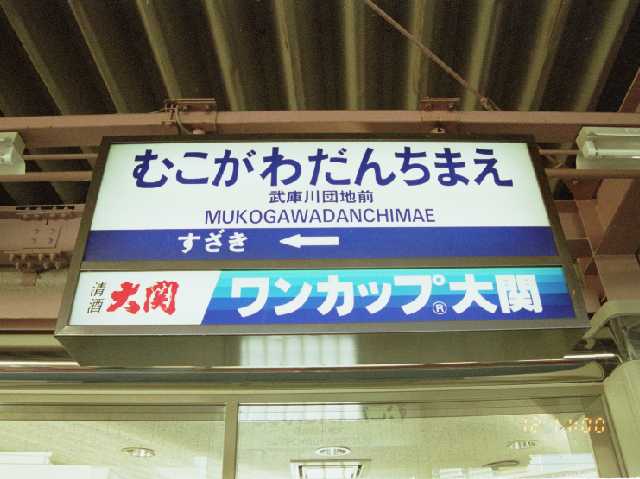 むこがわだんちまえ
武庫川団地前
MUKOGAWADANCHIMAE
すざき ←
清酒 大関 ワンカップ® 大関